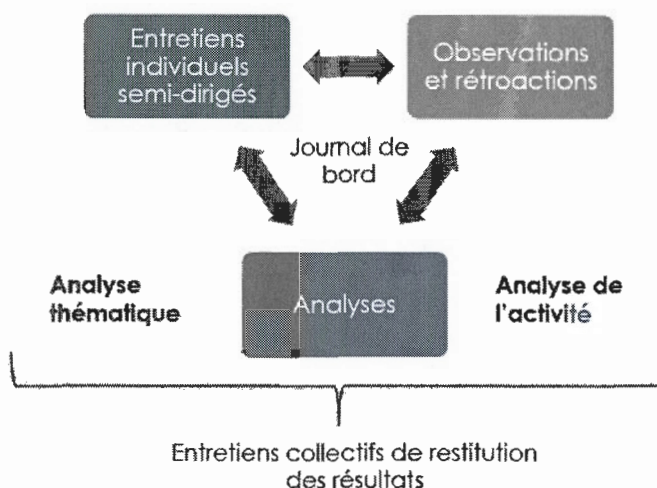 Entretiens
individuels
semi-dirigés
Observations
et rétroactions
Journal de
bord
Analyse
thématique
Analyses
Analyse de
l'activité
Entretiens collectifs de restitution
des résultats